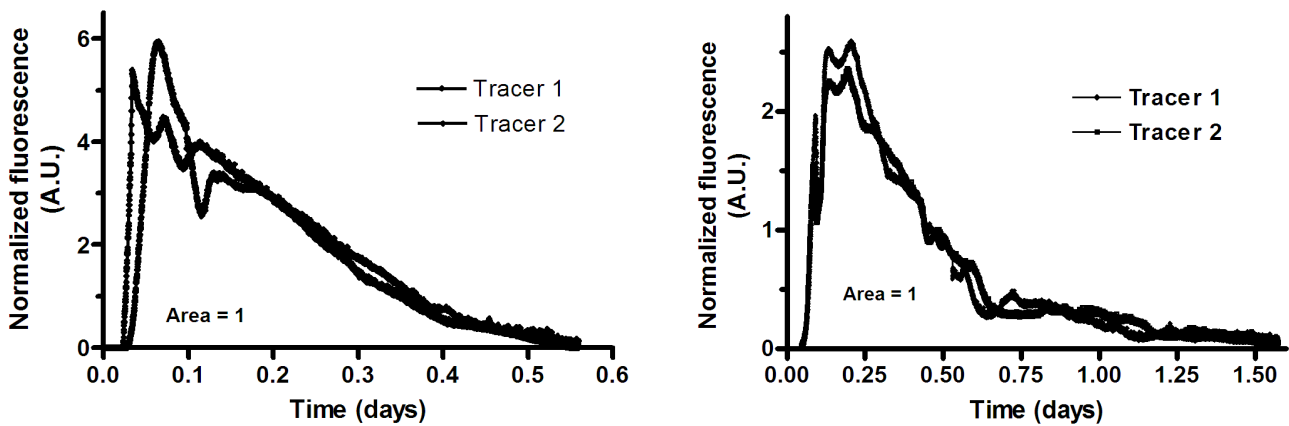 Normalized fluorescence
(A.U.)
6
4
2
0
Tracer 1
Tracer 2
Area = 1
0.0 0.1 0.2 0.3 0.4 0.5 0.6
Time (days)
Normalized fluorescence
(A.U.)
2
1
0
Tracer 1
Tracer 2
Area = 1
0.00 0.25 0.50 0.75 1.00 1.25 1.50
Time (days)